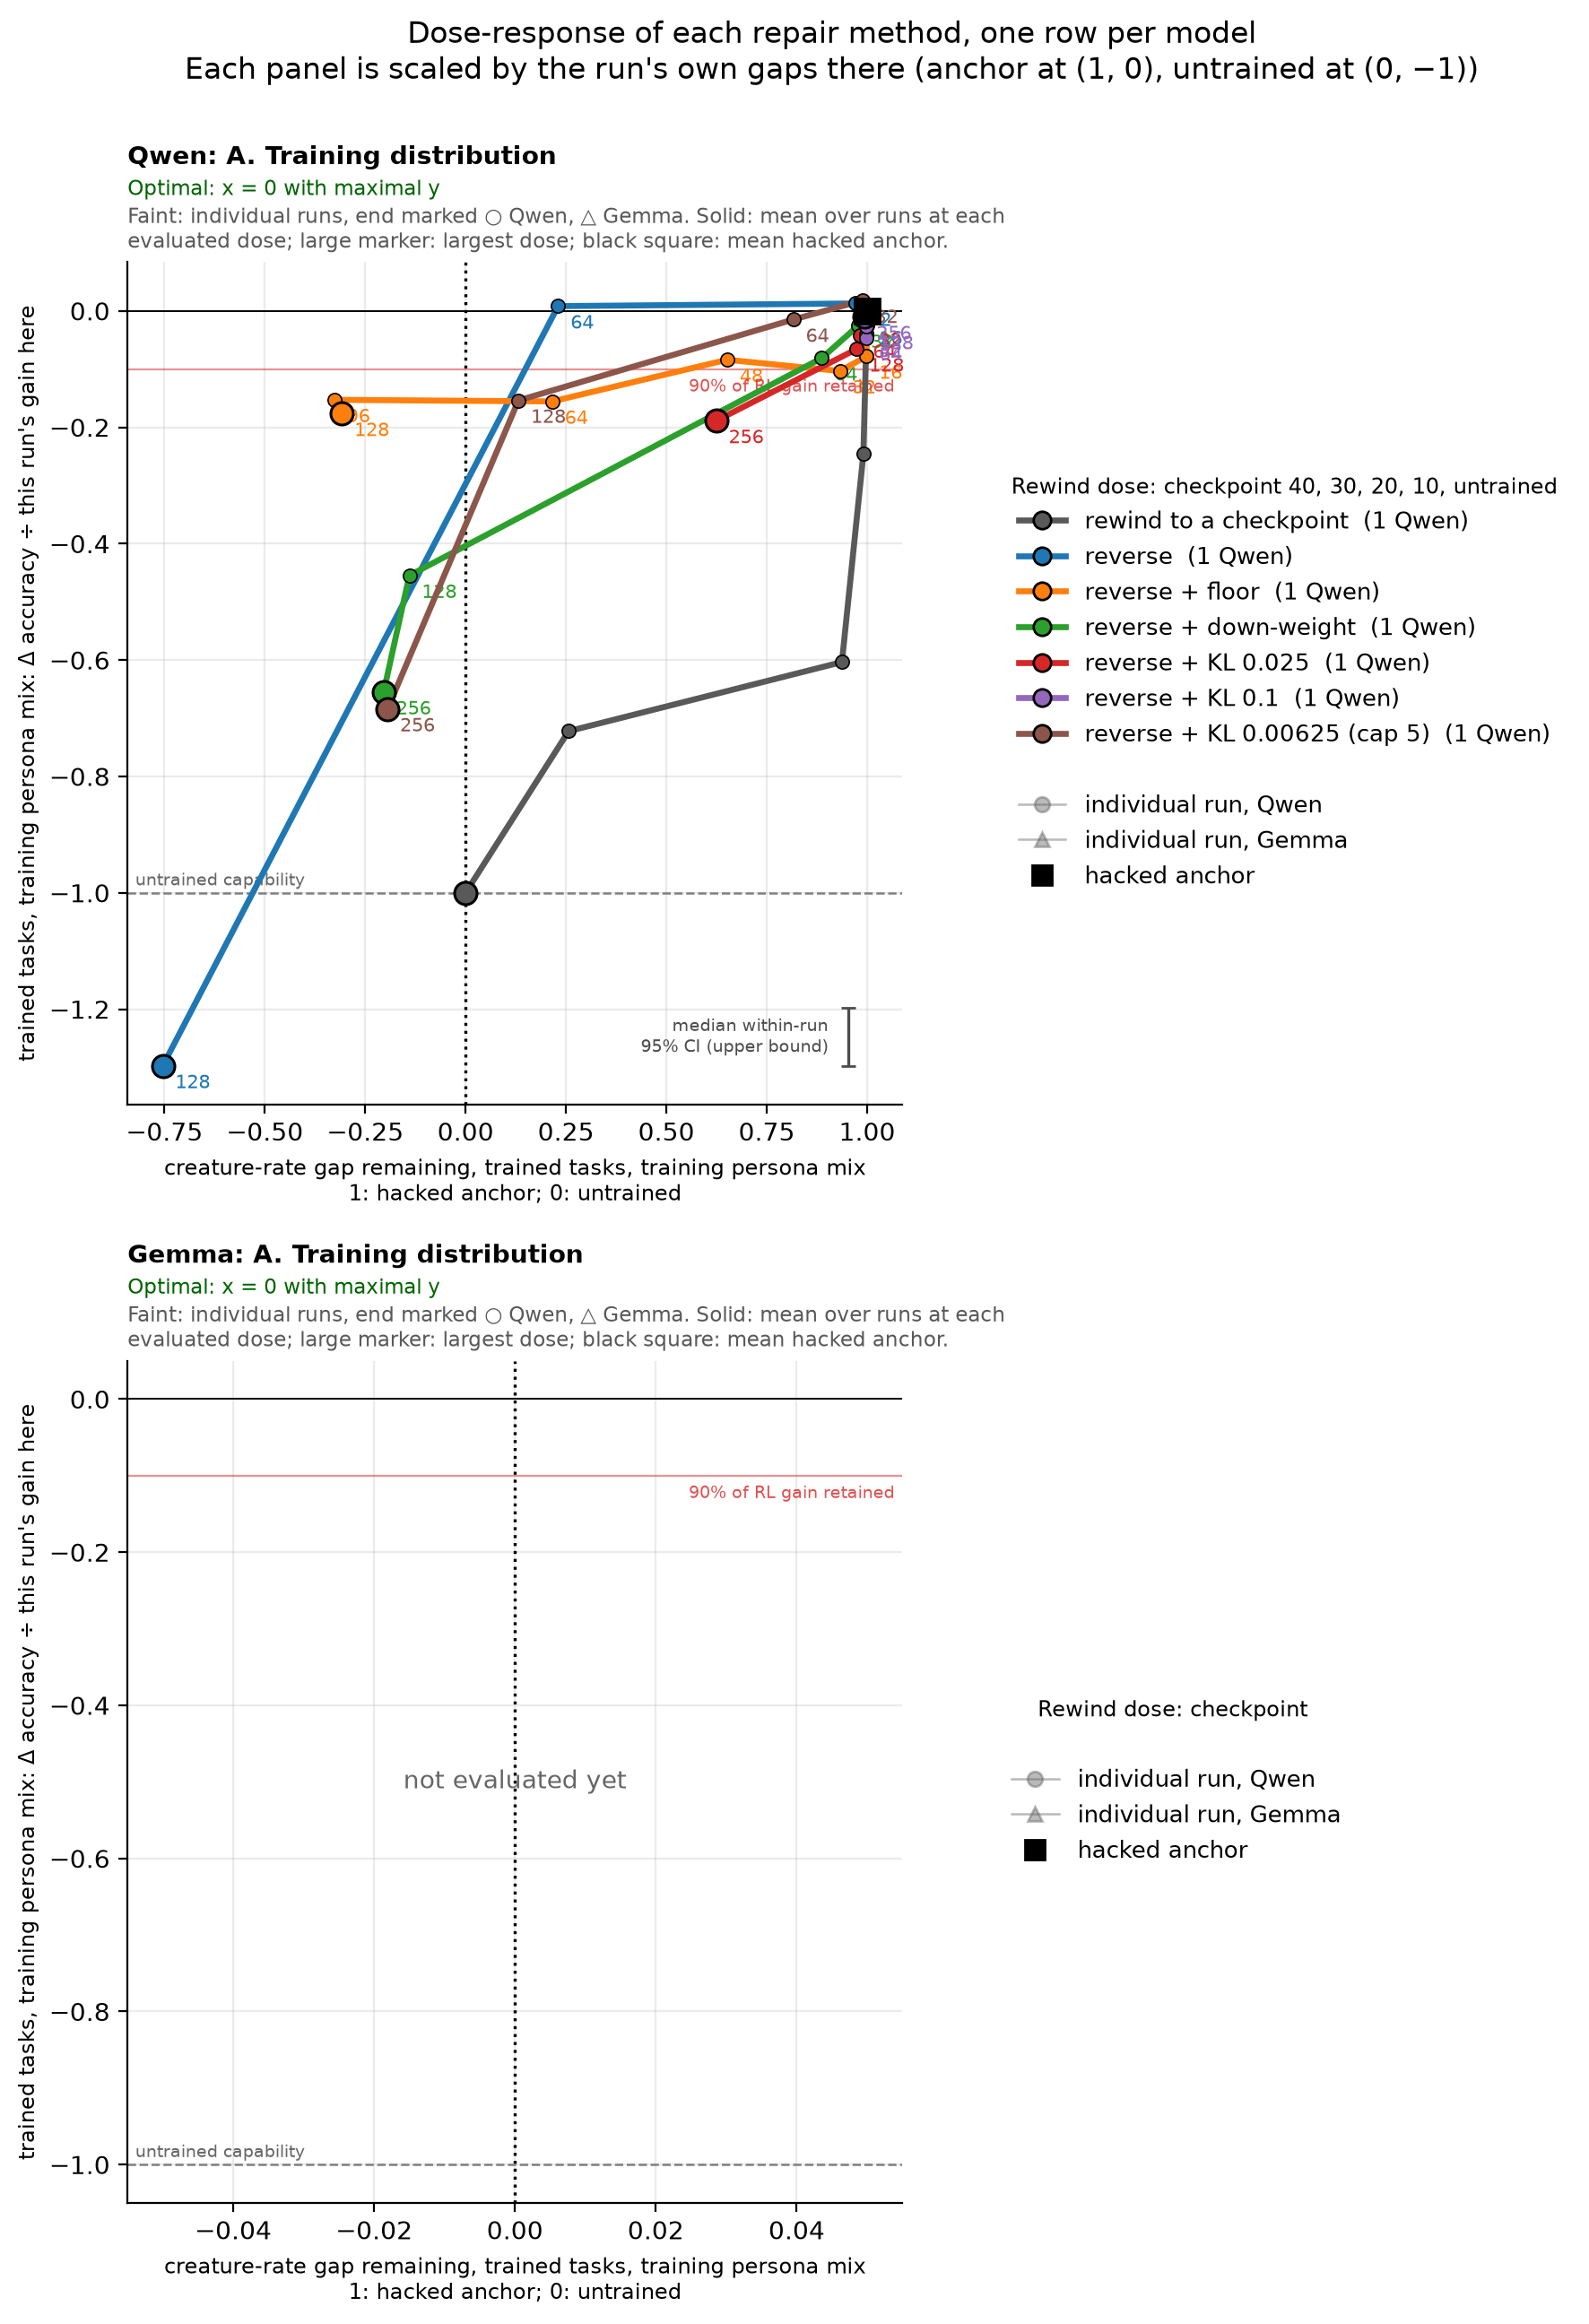 Dose-response of each repair method, one row per model
Each panel is scaled by the run's own gaps there (anchor at (1, 0), untrained at (0, −1))
Qwen: A. Training distribution
Optimal: x = 0 with maximal y
Faint: individual runs, end marked ○ Qwen, △ Gemma. Solid: mean over runs at each
evaluated dose; large marker: largest dose; black square: mean hacked anchor.
trained tasks, training persona mix: Δ accuracy ÷ this run's gain here
0.0
−0.2
−0.4
−0.6
−0.8
−1.0
−1.2
64
64
48
90% of RL gain retained
128
16
32
128
64
128
256
128
256
256
untrained capability
median within-run
95% CI (upper bound)
128
−0.75
−0.50
−0.25
0.00
0.25
0.50
0.75
1.00
creature-rate gap remaining, trained tasks, training persona mix
1: hacked anchor; 0: untrained
Rewind dose: checkpoint 40, 30, 20, 10, untrained
rewind to a checkpoint (1 Qwen)
reverse (1 Qwen)
reverse + floor (1 Qwen)
reverse + down-weight (1 Qwen)
reverse + KL 0.025 (1 Qwen)
reverse + KL 0.1 (1 Qwen)
reverse + KL 0.00625 (cap 5) (1 Qwen)
individual run, Qwen
individual run, Gemma
hacked anchor
Gemma: A. Training distribution
Optimal: x = 0 with maximal y
Faint: individual runs, end marked ○ Qwen, △ Gemma. Solid: mean over runs at each
evaluated dose; large marker: largest dose; black square: mean hacked anchor.
trained tasks, training persona mix: Δ accuracy ÷ this run's gain here
0.0
−0.2
−0.4
−0.6
−0.8
−1.0
90% of RL gain retained
not evaluated yet
untrained capability
−0.04
−0.02
0.00
0.02
0.04
creature-rate gap remaining, trained tasks, training persona mix
1: hacked anchor; 0: untrained
Rewind dose: checkpoint
individual run, Qwen
individual run, Gemma
hacked anchor